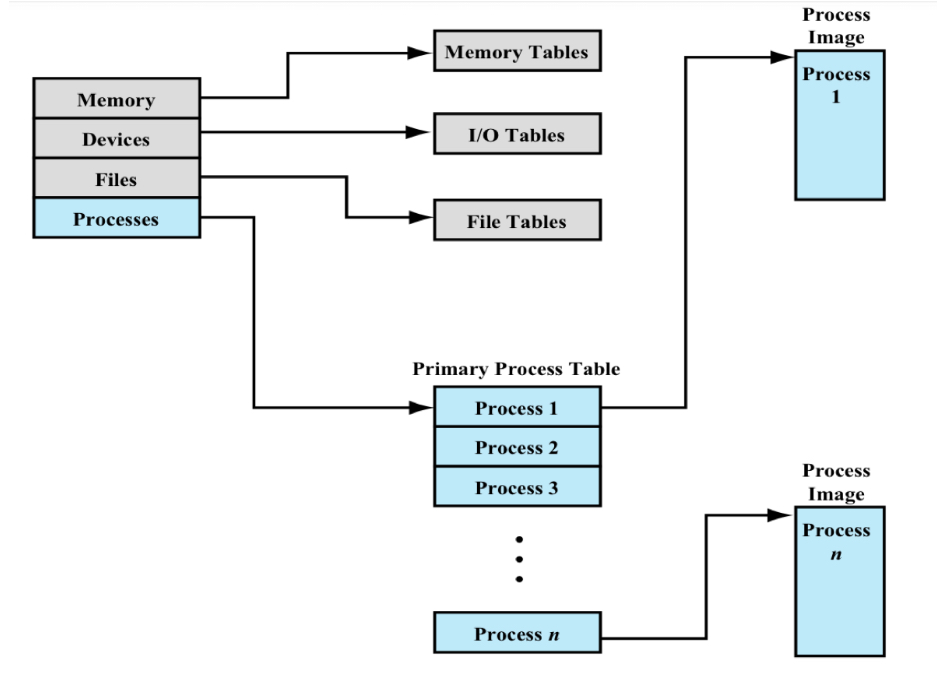 Memory
Devices
Files
Processes
Memory Tables
I/O Tables
File Tables
Primary Process Table
Process 1
Process 2
Process 3
Process n
Process
Image
Process
1
Process
Image
Process
n